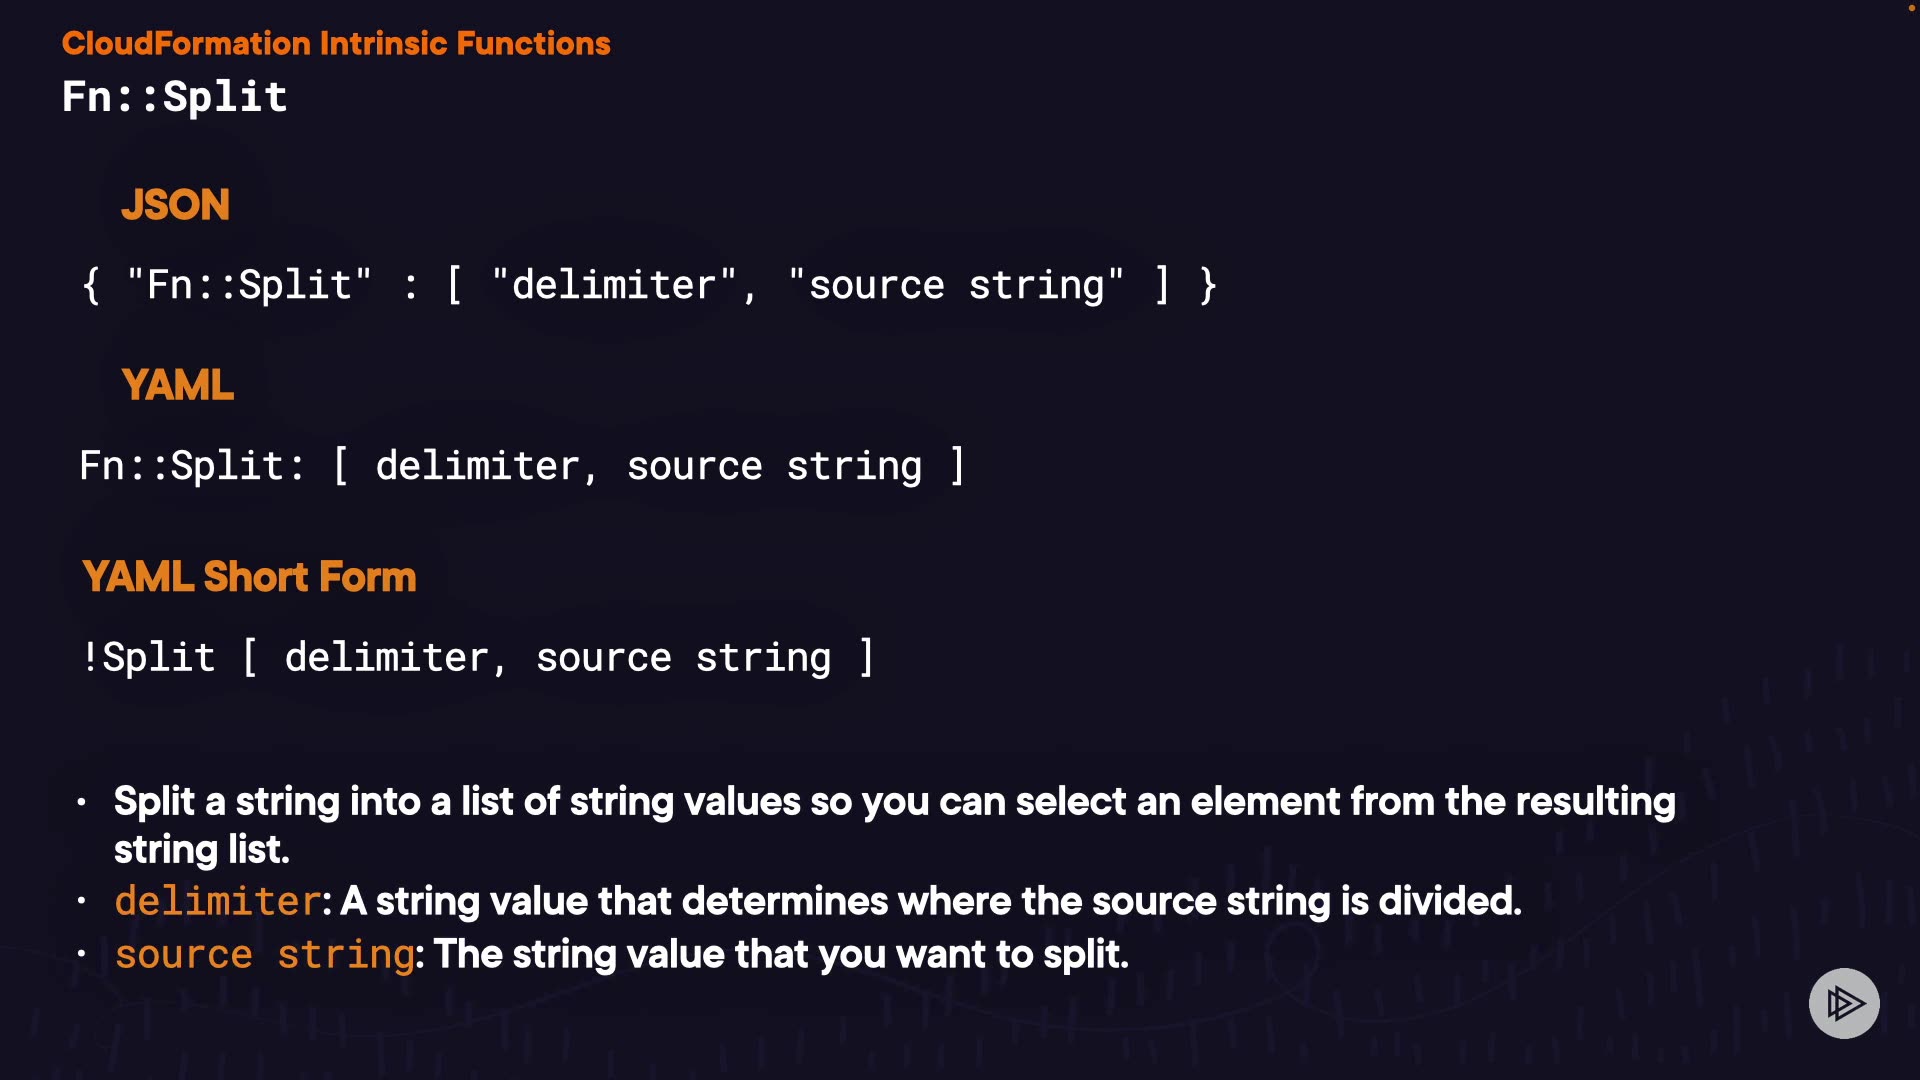 CloudFormation Intrinsic Functions
Fn::Split
JSON
{ "Fn::Split" : [ "delimiter", "source string" ] }
YAML
Fn::Split: [ delimiter, source string ]
YAML Short Form
!Split [ delimiter, source string ]
• Split a string into a list of string values so you can select an element from the resulting
string list.
• delimiter: A string value that determines where the source string is divided.
• source string: The string value that you want to split.